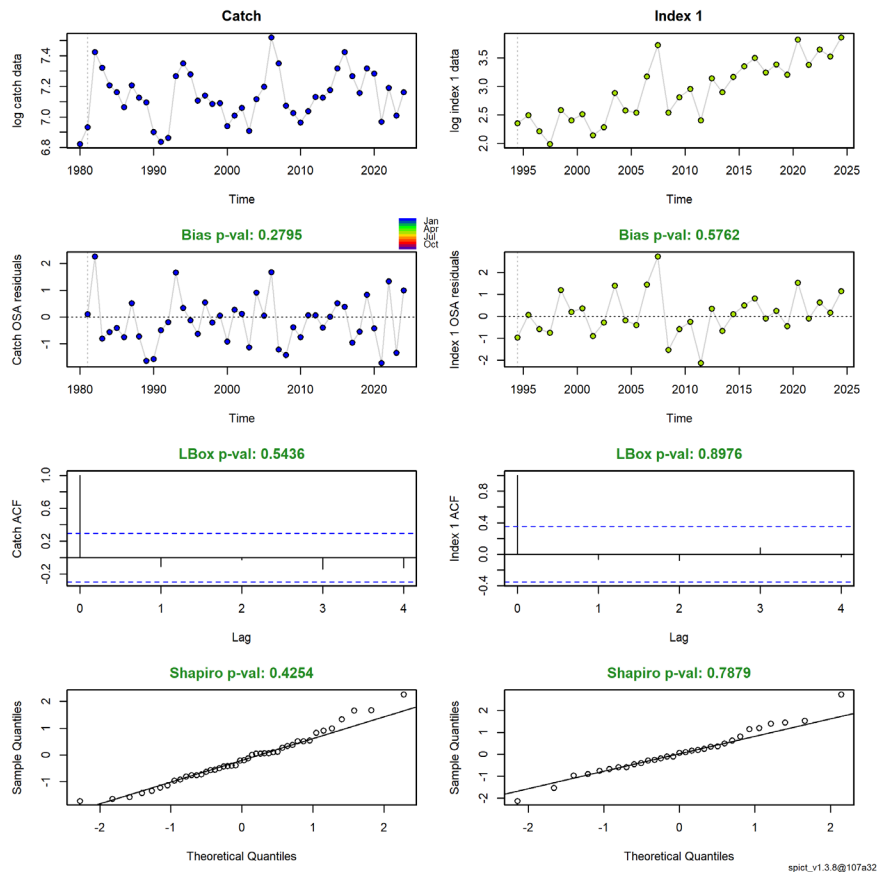 Catch
log catch data
6.8 7.0 7.2 7.4
1980 1990 2000 2010 2020
Time
Index 1
log index 1 data
2.0 2.5 3.0 3.5
1995 2000 2005 2010 2015 2020 2025
Time
Bias p-val: 0.2795
Jan
Apr
Jul
Oct
Catch OSA residuals
-1 0 1 2
1980 1990 2000 2010 2020
Time
Bias p-val: 0.5762
Index 1 OSA residuals
-2 -1 0 1 2
1995 2000 2005 2010 2015 2020 2025
Time
LBox p-val: 0.5436
Catch ACF
-0.2 0.2 0.6 1.0
0 1 2 3 4
Lag
LBox p-val: 0.8976
Index 1 ACF
-0.4 0.0 0.4 0.8
0 1 2 3 4
Lag
Shapiro p-val: 0.4254
Sample Quantiles
-1 0 1 2
-2 -1 0 1 2
Theoretical Quantiles
Shapiro p-val: 0.7879
Sample Quantiles
-2 -1 0 1 2
-2 -1 0 1 2
Theoretical Quantiles
spict_v1.3.8@107a32